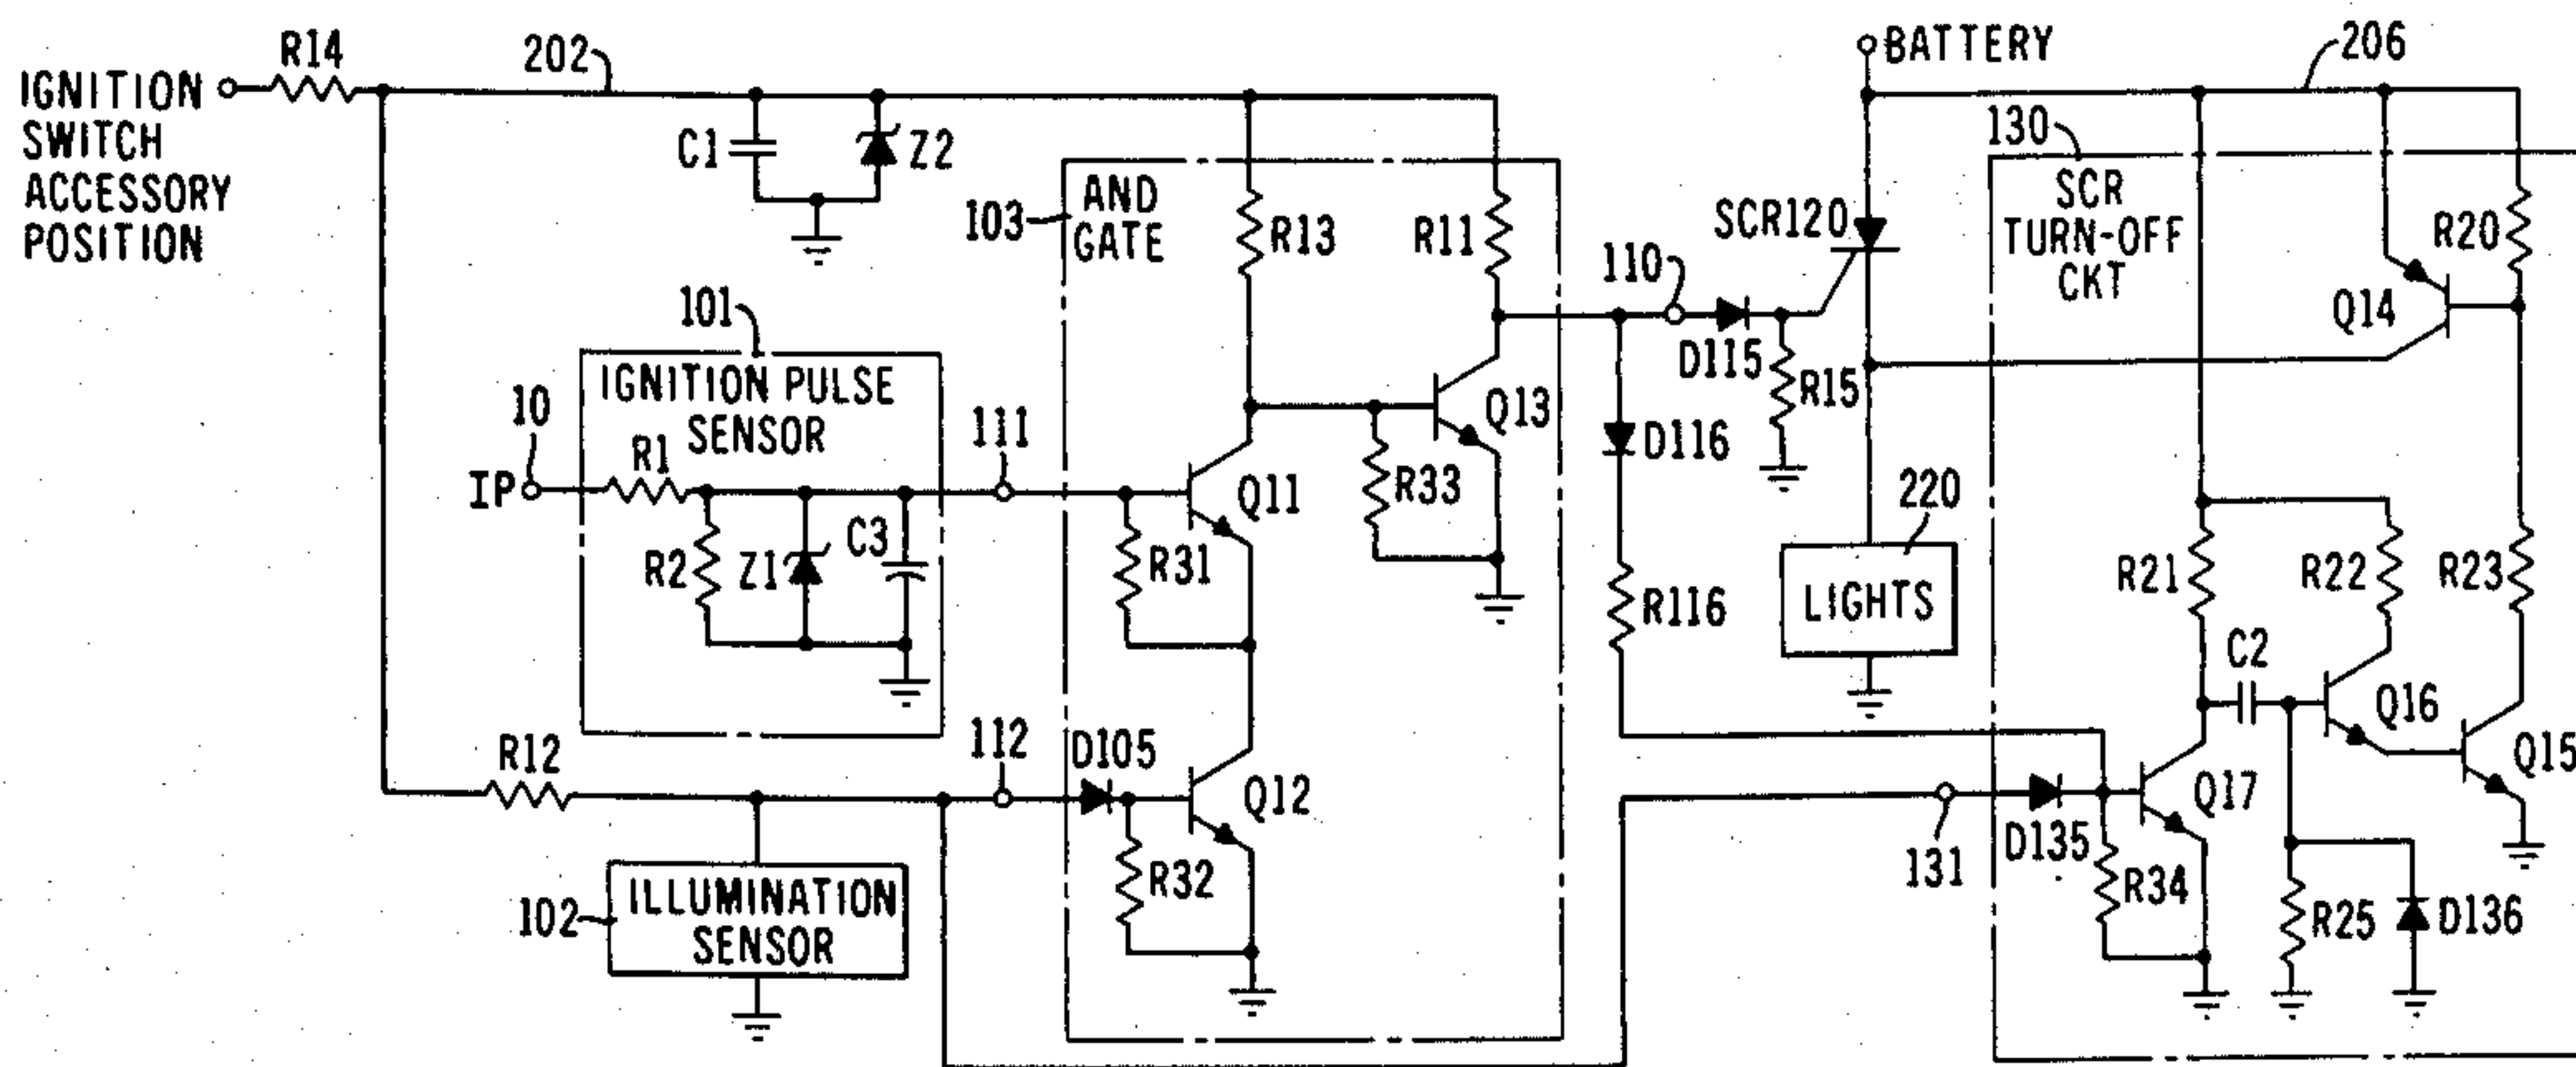 R14
202
BATTERY
206
IGNITION
SWITCH
ACCESSORY
POSITION
C1
Z2
130
103
AND
GATE
R13
R11
SCR120
SCR
TURN-OFF
CKT
R20
110
Q14
101
IGNITION PULSE
SENSOR
D115
R15
10
111
Q13
D116
IP
R1
R33
Q11
220
R2
Z1
C3
R31
R116
LIGHTS
R21
R22
R23
C2
Q16
R12
112
D105
Q12
Q15
Q17
131
D135
102
ILLUMINATION
SENSOR
R32
R34
R25
D136